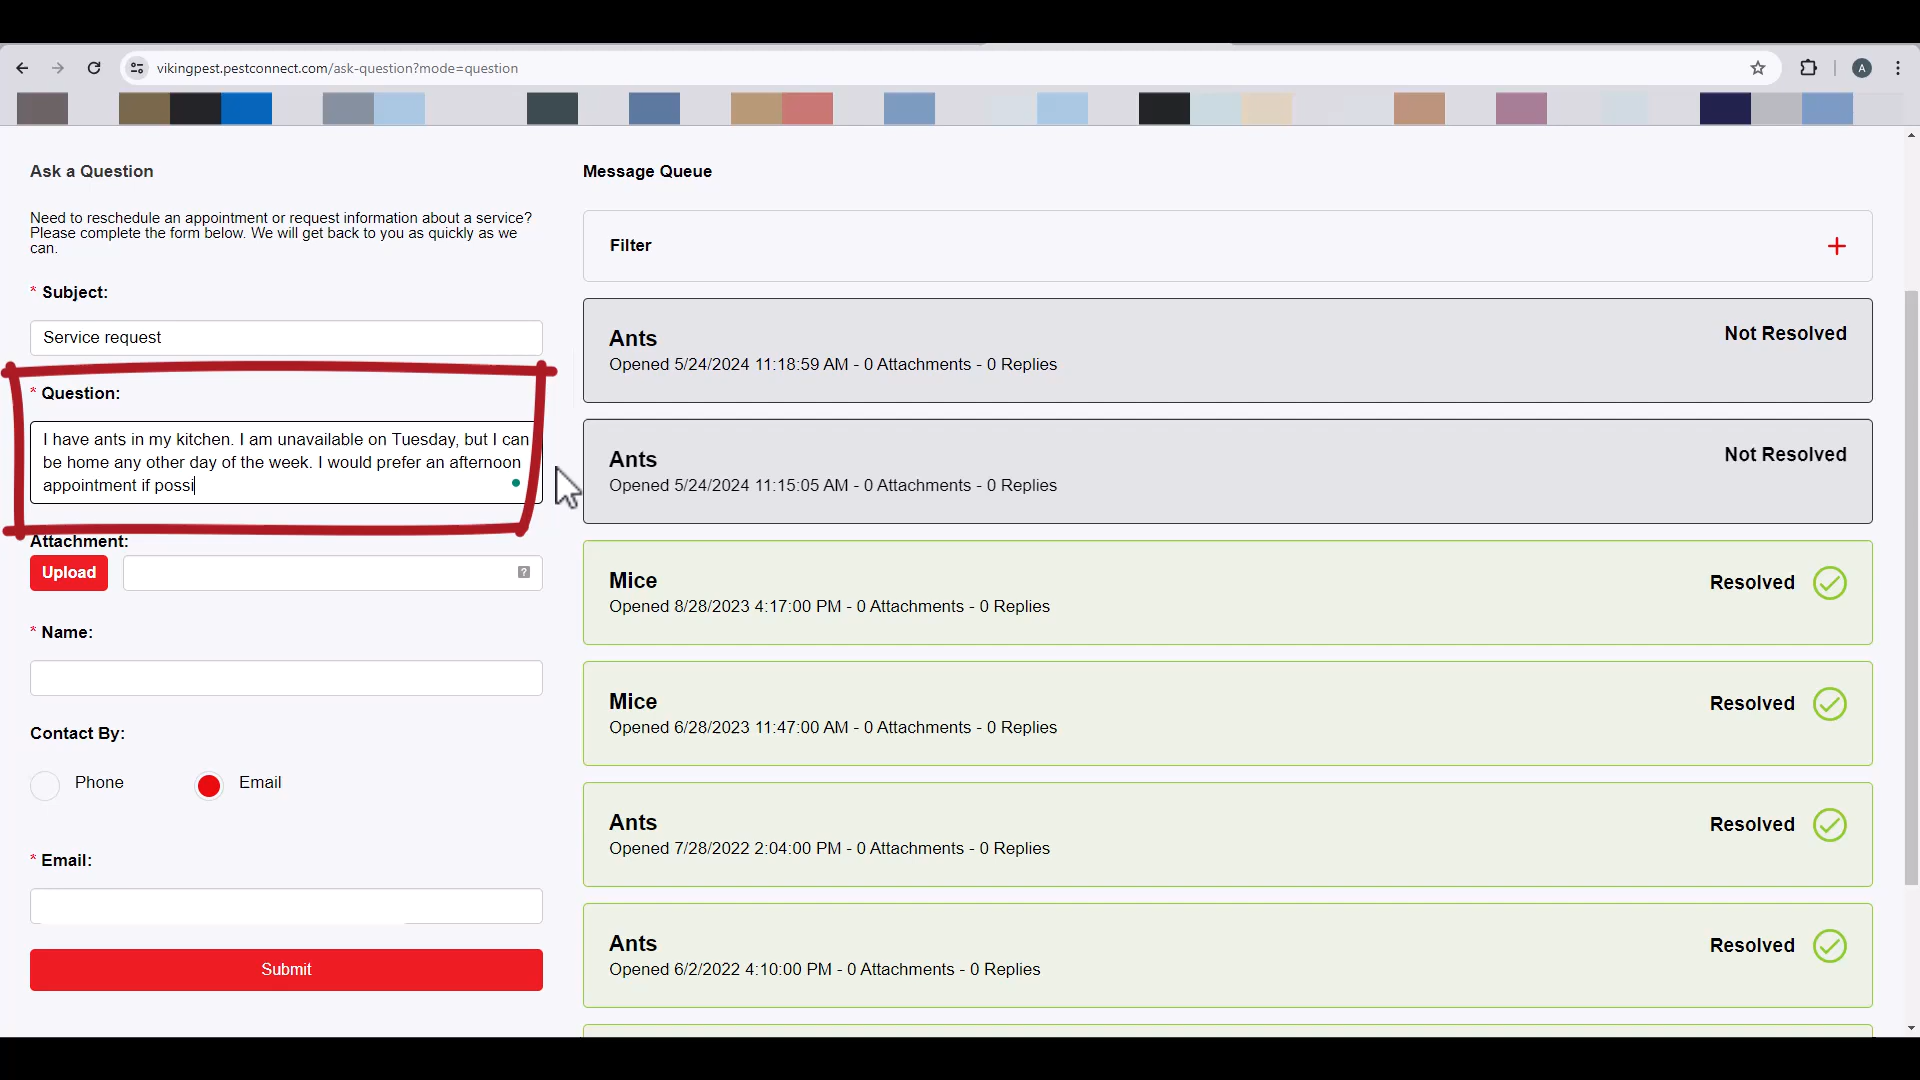 vikingpest.pestconnect.com/ask-question?mode=question
A
Ask a Question
Need to reschedule an appointment or request information about a service?
Please complete the form below. We will get back to you as quickly as we
can.
* Subject:
Service request
* Question:
I have ants in my kitchen. I am unavailable on Tuesday, but I can
be home any other day of the week. I would prefer an afternoon
appointment if possi
Attachment:
Upload
?
* Name:
Contact By:
Phone
Email
* Email:
Submit
Message Queue
Filter
+
Ants
Not Resolved
Opened 5/24/2024 11:18:59 AM - 0 Attachments - 0 Replies
Ants
Not Resolved
Opened 5/24/2024 11:15:05 AM - 0 Attachments - 0 Replies
Mice
Resolved
Opened 8/28/2023 4:17:00 PM - 0 Attachments - 0 Replies
Mice
Resolved
Opened 6/28/2023 11:47:00 AM - 0 Attachments - 0 Replies
Ants
Resolved
Opened 7/28/2022 2:04:00 PM - 0 Attachments - 0 Replies
Ants
Resolved
Opened 6/2/2022 4:10:00 PM - 0 Attachments - 0 Replies